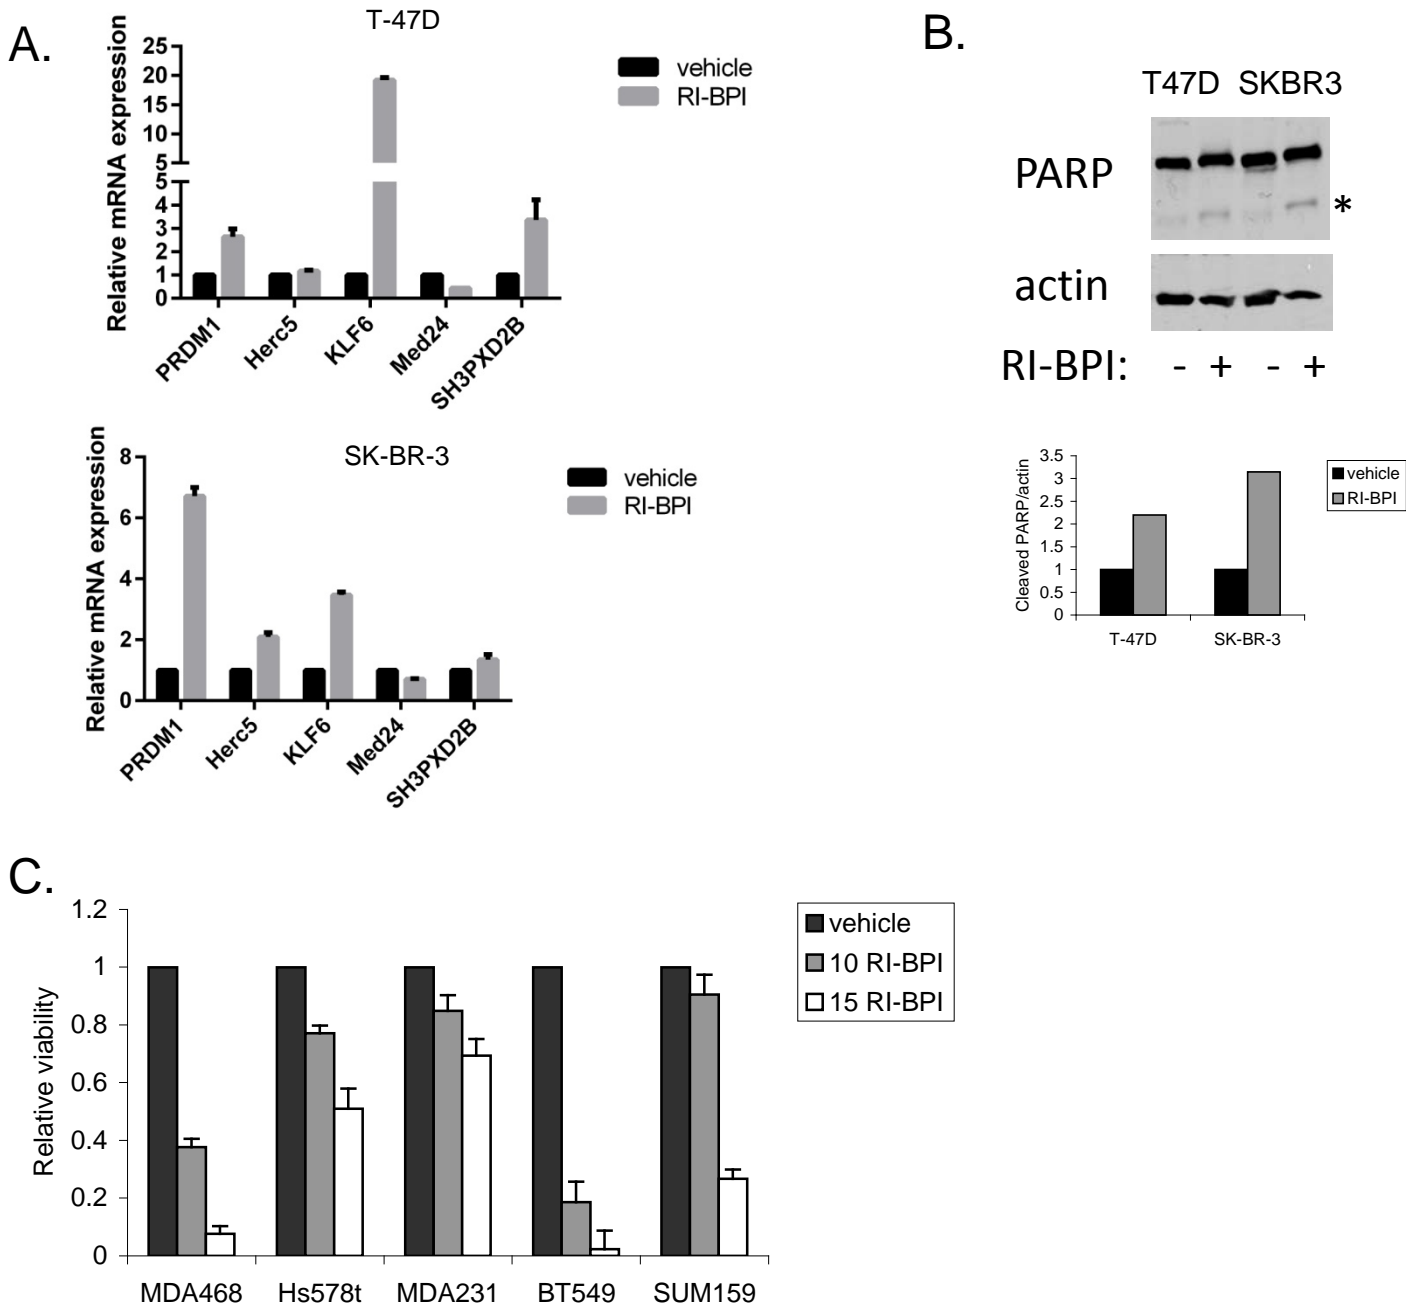 A.
T-47D
Relative mRNA expression
25
20
15
10
5
5
4
3
2
1
0
vehicle
RI-BPI
PRDM1
Herc5
KLF6
Med24
SH3PXD2B
SK-BR-3
Relative mRNA expression
8
6
4
2
0
vehicle
RI-BPI
PRDM1
Herc5
KLF6
Med24
SH3PXD2B
B.
T47D SKBR3
PARP
*
actin
RI-BPI: - + - +
Cleaved PARP/actin
3.5
3
2.5
2
1.5
1
0.5
0
vehicle
RI-BPI
T-47D SK-BR-3
C.
Relative viability
1.2
1
0.8
0.6
0.4
0.2
0
vehicle
10 RI-BPI
15 RI-BPI
MDA468 Hs578t MDA231 BT549 SUM159